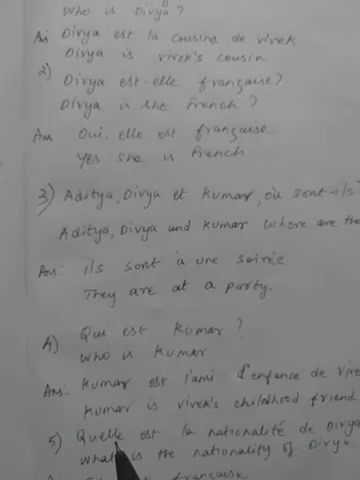 Who is Divya?
Ans Divya est la cousine de vivek
Divya is vivek's cousin
2)
Divya est-elle française?
Divya is she French?
Ans Oui, elle est française
Yes she is French
3) Aditya, Divya et Kumar, où sont-ils
Aditya, Divya and Kumar where are the
Ans: Ils sont à une soirée
They are at a party.
4) Qui est Kumar?
Who is Kumar
Ans: Kumar est l'ami d'enfance de vive
Kumar is vivek's childhood friend
5) Quelle est la nationalité de Divya
What is the nationality of Divya
française